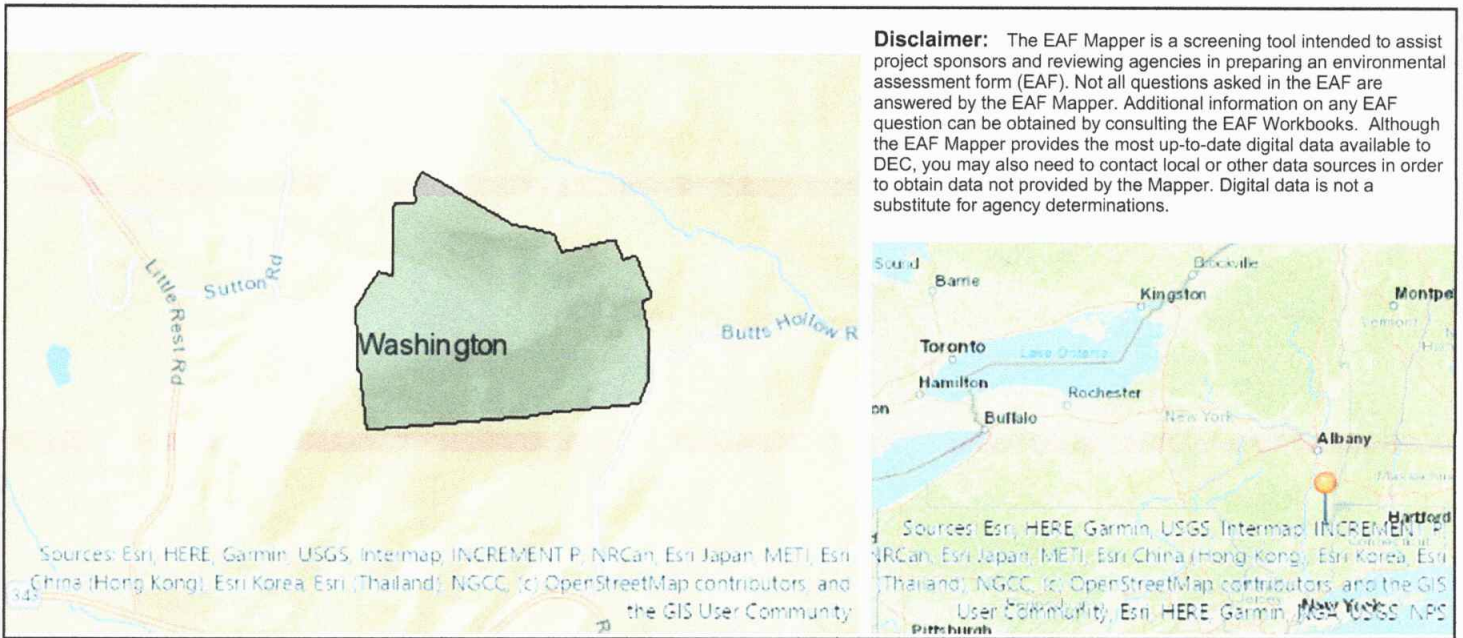 Disclaimer: The EAF Mapper is a screening tool intended to assist
project sponsors and reviewing agencies in preparing an environmental
assessment form (EAF). Not all questions asked in the EAF are
answered by the EAF Mapper. Additional information on any EAF
question can be obtained by consulting the EAF Workbooks. Although
the EAF Mapper provides the most up-to-date digital data available to
DEC, you may also need to contact local or other data sources in order
to obtain data not provided by the Mapper. Digital data is not a
substitute for agency determinations.
Little Rest Rd
Sutton Rd
Washington
Butts Hollow R
343
Sources: Esri, HERE, Garmin, USGS, Intermap, INCREMENT P, NRCan, Esri Japan, METI, Esri
China (Hong Kong), Esri Korea, Esri (Thailand), NGCC, (c) OpenStreetMap contributors, and
the GIS User Community
Sound
Barrie
Brockville
Kingston
Montpe
Vermont
Toronto
Lake Ontario
Hamilton
on
Rochester
Buffalo
New York
Albany
Hartford
Sources: Esri, HERE, Garmin, USGS, Intermap, INCREMENT P,
NRCan, Esri Japan, METI, Esri China (Hong Kong), Esri Korea, Esri
(Thailand), NGCC, (c) OpenStreetMap contributors, and the GIS
User Community, Esri, HERE, Garmin, USGS, NPS
New York
Pittsburgh